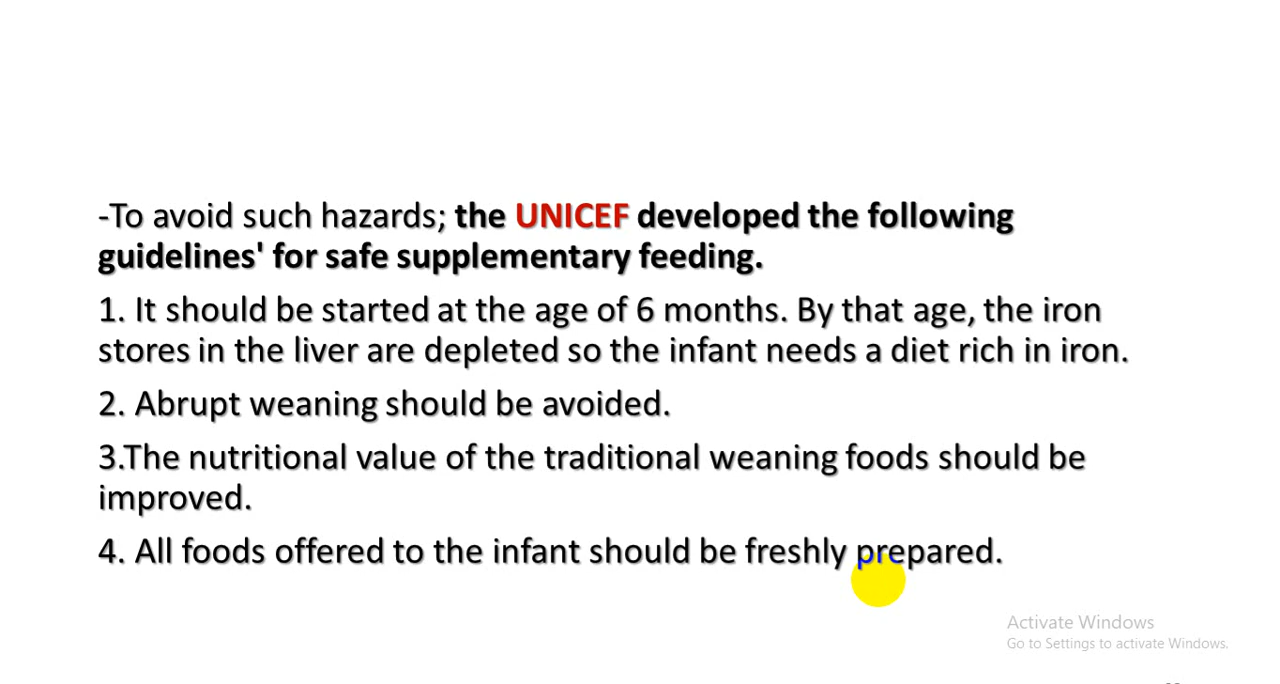 -To avoid such hazards; the UNICEF developed the following
guidelines' for safe supplementary feeding.
1. It should be started at the age of 6 months. By that age, the iron
stores in the liver are depleted so the infant needs a diet rich in iron.
2. Abrupt weaning should be avoided.
3.The nutritional value of the traditional weaning foods should be
improved.
4. All foods offered to the infant should be freshly prepared.
Activate Windows
Go to Settings to activate Windows.